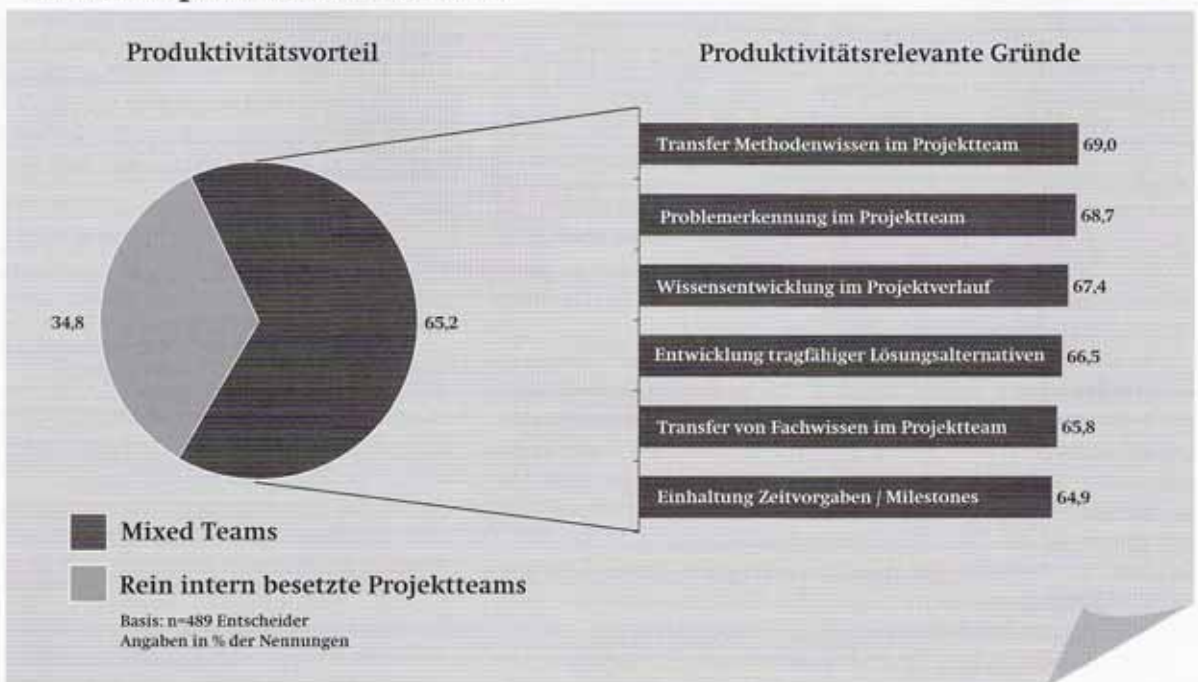 Produktivitätsvorteil
Produktivitätsrelevante Gründe
Transfer Methodenwissen im Projektteam 69,0
Problemerkennung im Projektteam 68,7
Wissensentwicklung im Projektverlauf 67.4
Entwicklung tragfähiger Lösungsalternativen 66,5
Transfer von Fachwissen im Projektteam 65,8
Einhaltung Zeitvorgaben / Milestones 64,9
34,8
65,2
Mixed Teams
Rein intern besetzte Projektteams
Basis: n=489 Entscheider
Angaben in % der Nennungen